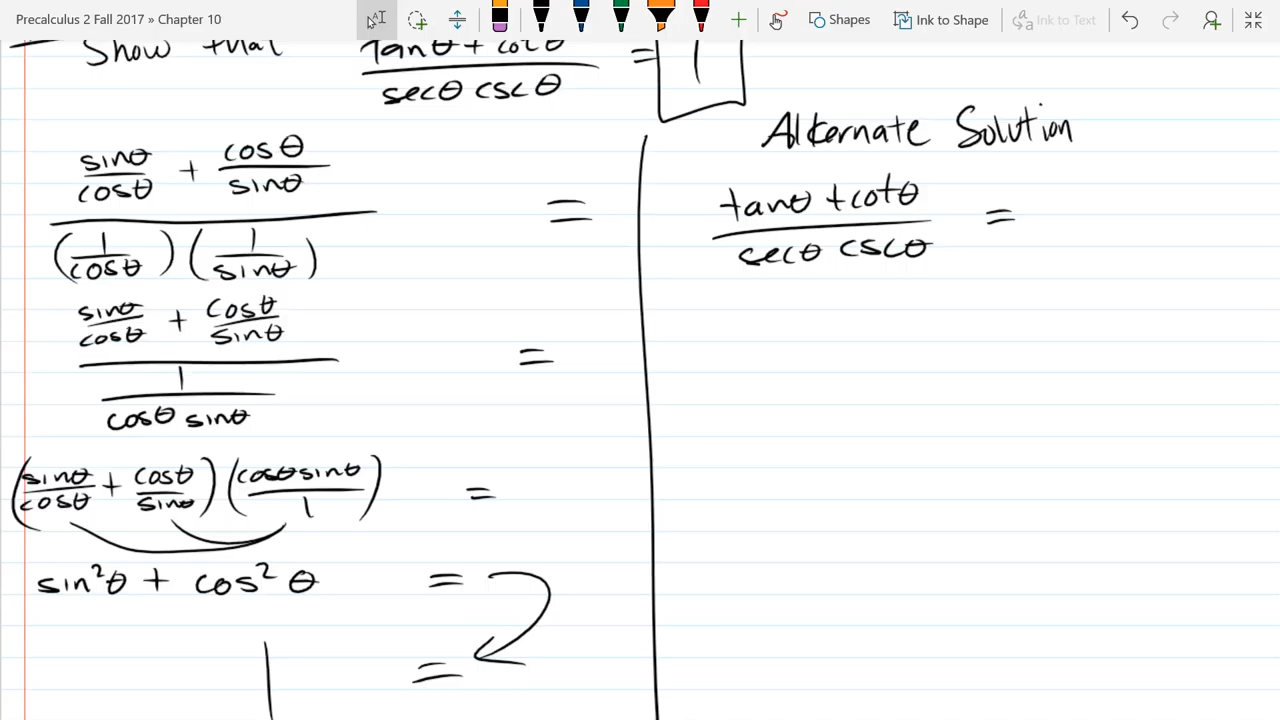 Precalculus 2 Fall 2017 » Chapter 10
Shapes
Ink to Shape
Ink to Text
Show that (tanθ + cotθ)/(secθ cscθ) = 1
(sinθ/cosθ + cosθ/sinθ)/((1/cosθ)(1/sinθ)) =
(sinθ/cosθ + cosθ/sinθ)/(1/(cosθ sinθ)) =
(sinθ/cosθ + cosθ/sinθ)(cosθ sinθ/1) =
sin²θ + cos²θ =
1 =
Alternate Solution
(tanθ + cotθ)/(secθ cscθ) =